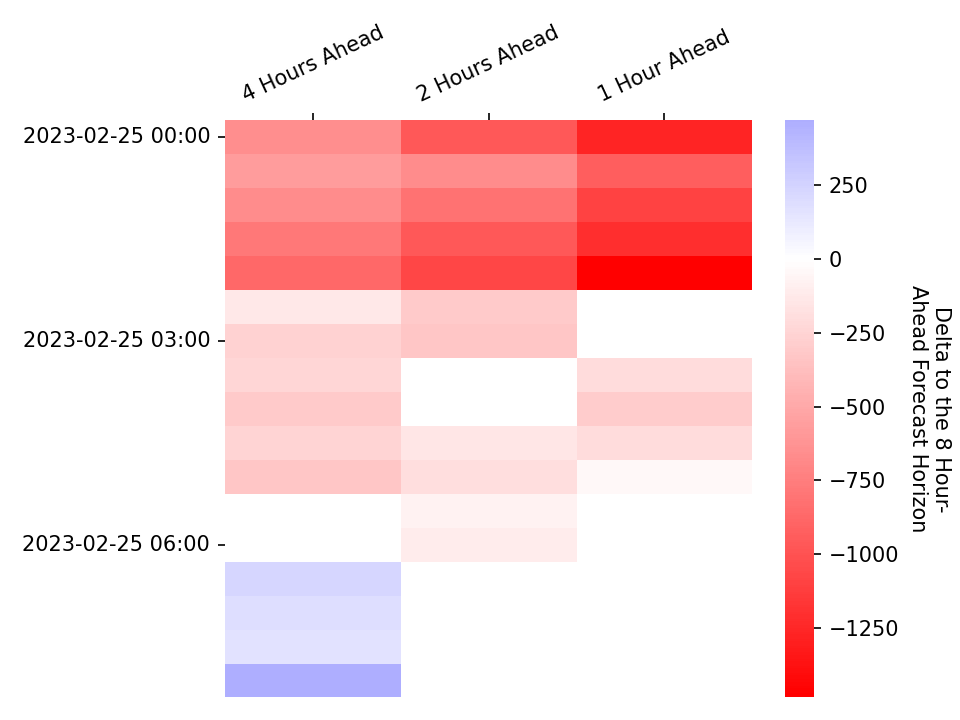 4 Hours Ahead
2 Hours Ahead
1 Hour Ahead
2023-02-25 00:00
2023-02-25 03:00
2023-02-25 06:00
250
0
−250
−500
−750
−1000
−1250
Delta to the 8 Hour-
Ahead Forecast Horizon